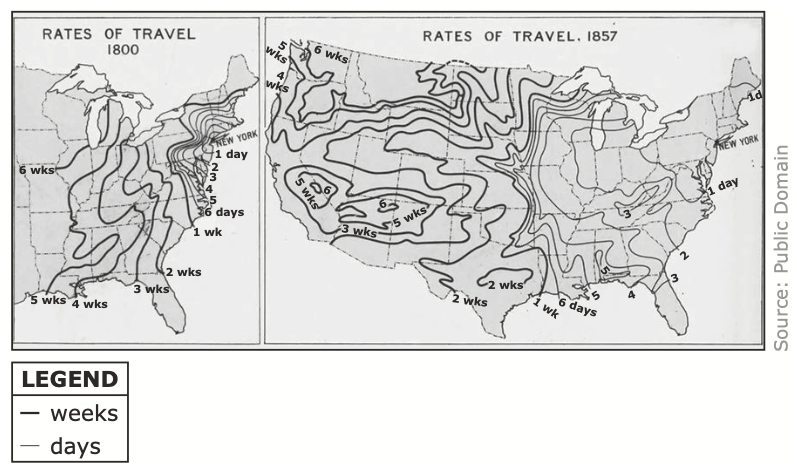 RATES OF TRAVEL
1800
NEW YORK
1 day
2
3
4
5
6 days
1 wk
2 wks
3 wks
4 wks
5 wks
6 wks
RATES OF TRAVEL, 1857
5
wks
6 wks
4
wks
1d
NEW YORK
1 day
5 wks
6
6
5 wks
3 wks
3
2
3
4
5
5
6 days
1 wk
2 wks
2 wks
Source: Public Domain
LEGEND
weeks
days